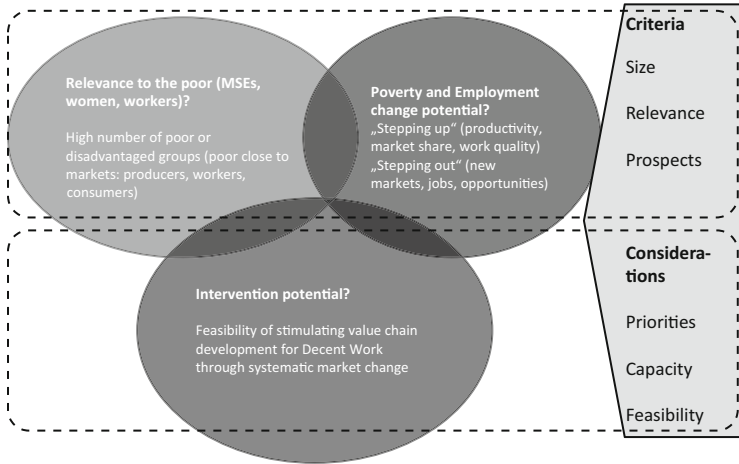 Relevance to the poor (MSEs,
women, workers)?
High number of poor or
disadvantaged groups (poor close to
markets: producers, workers,
consumers)
Poverty and Employment
change potential?
„Stepping up“ (productivity,
market share, work quality)
„Stepping out“ (new
markets, jobs, opportunities)
Criteria
Size
Relevance
Prospects
Intervention potential?
Feasibility of stimulating value chain
development for Decent Work
through systematic market change
Considera-
tions
Priorities
Capacity
Feasibility